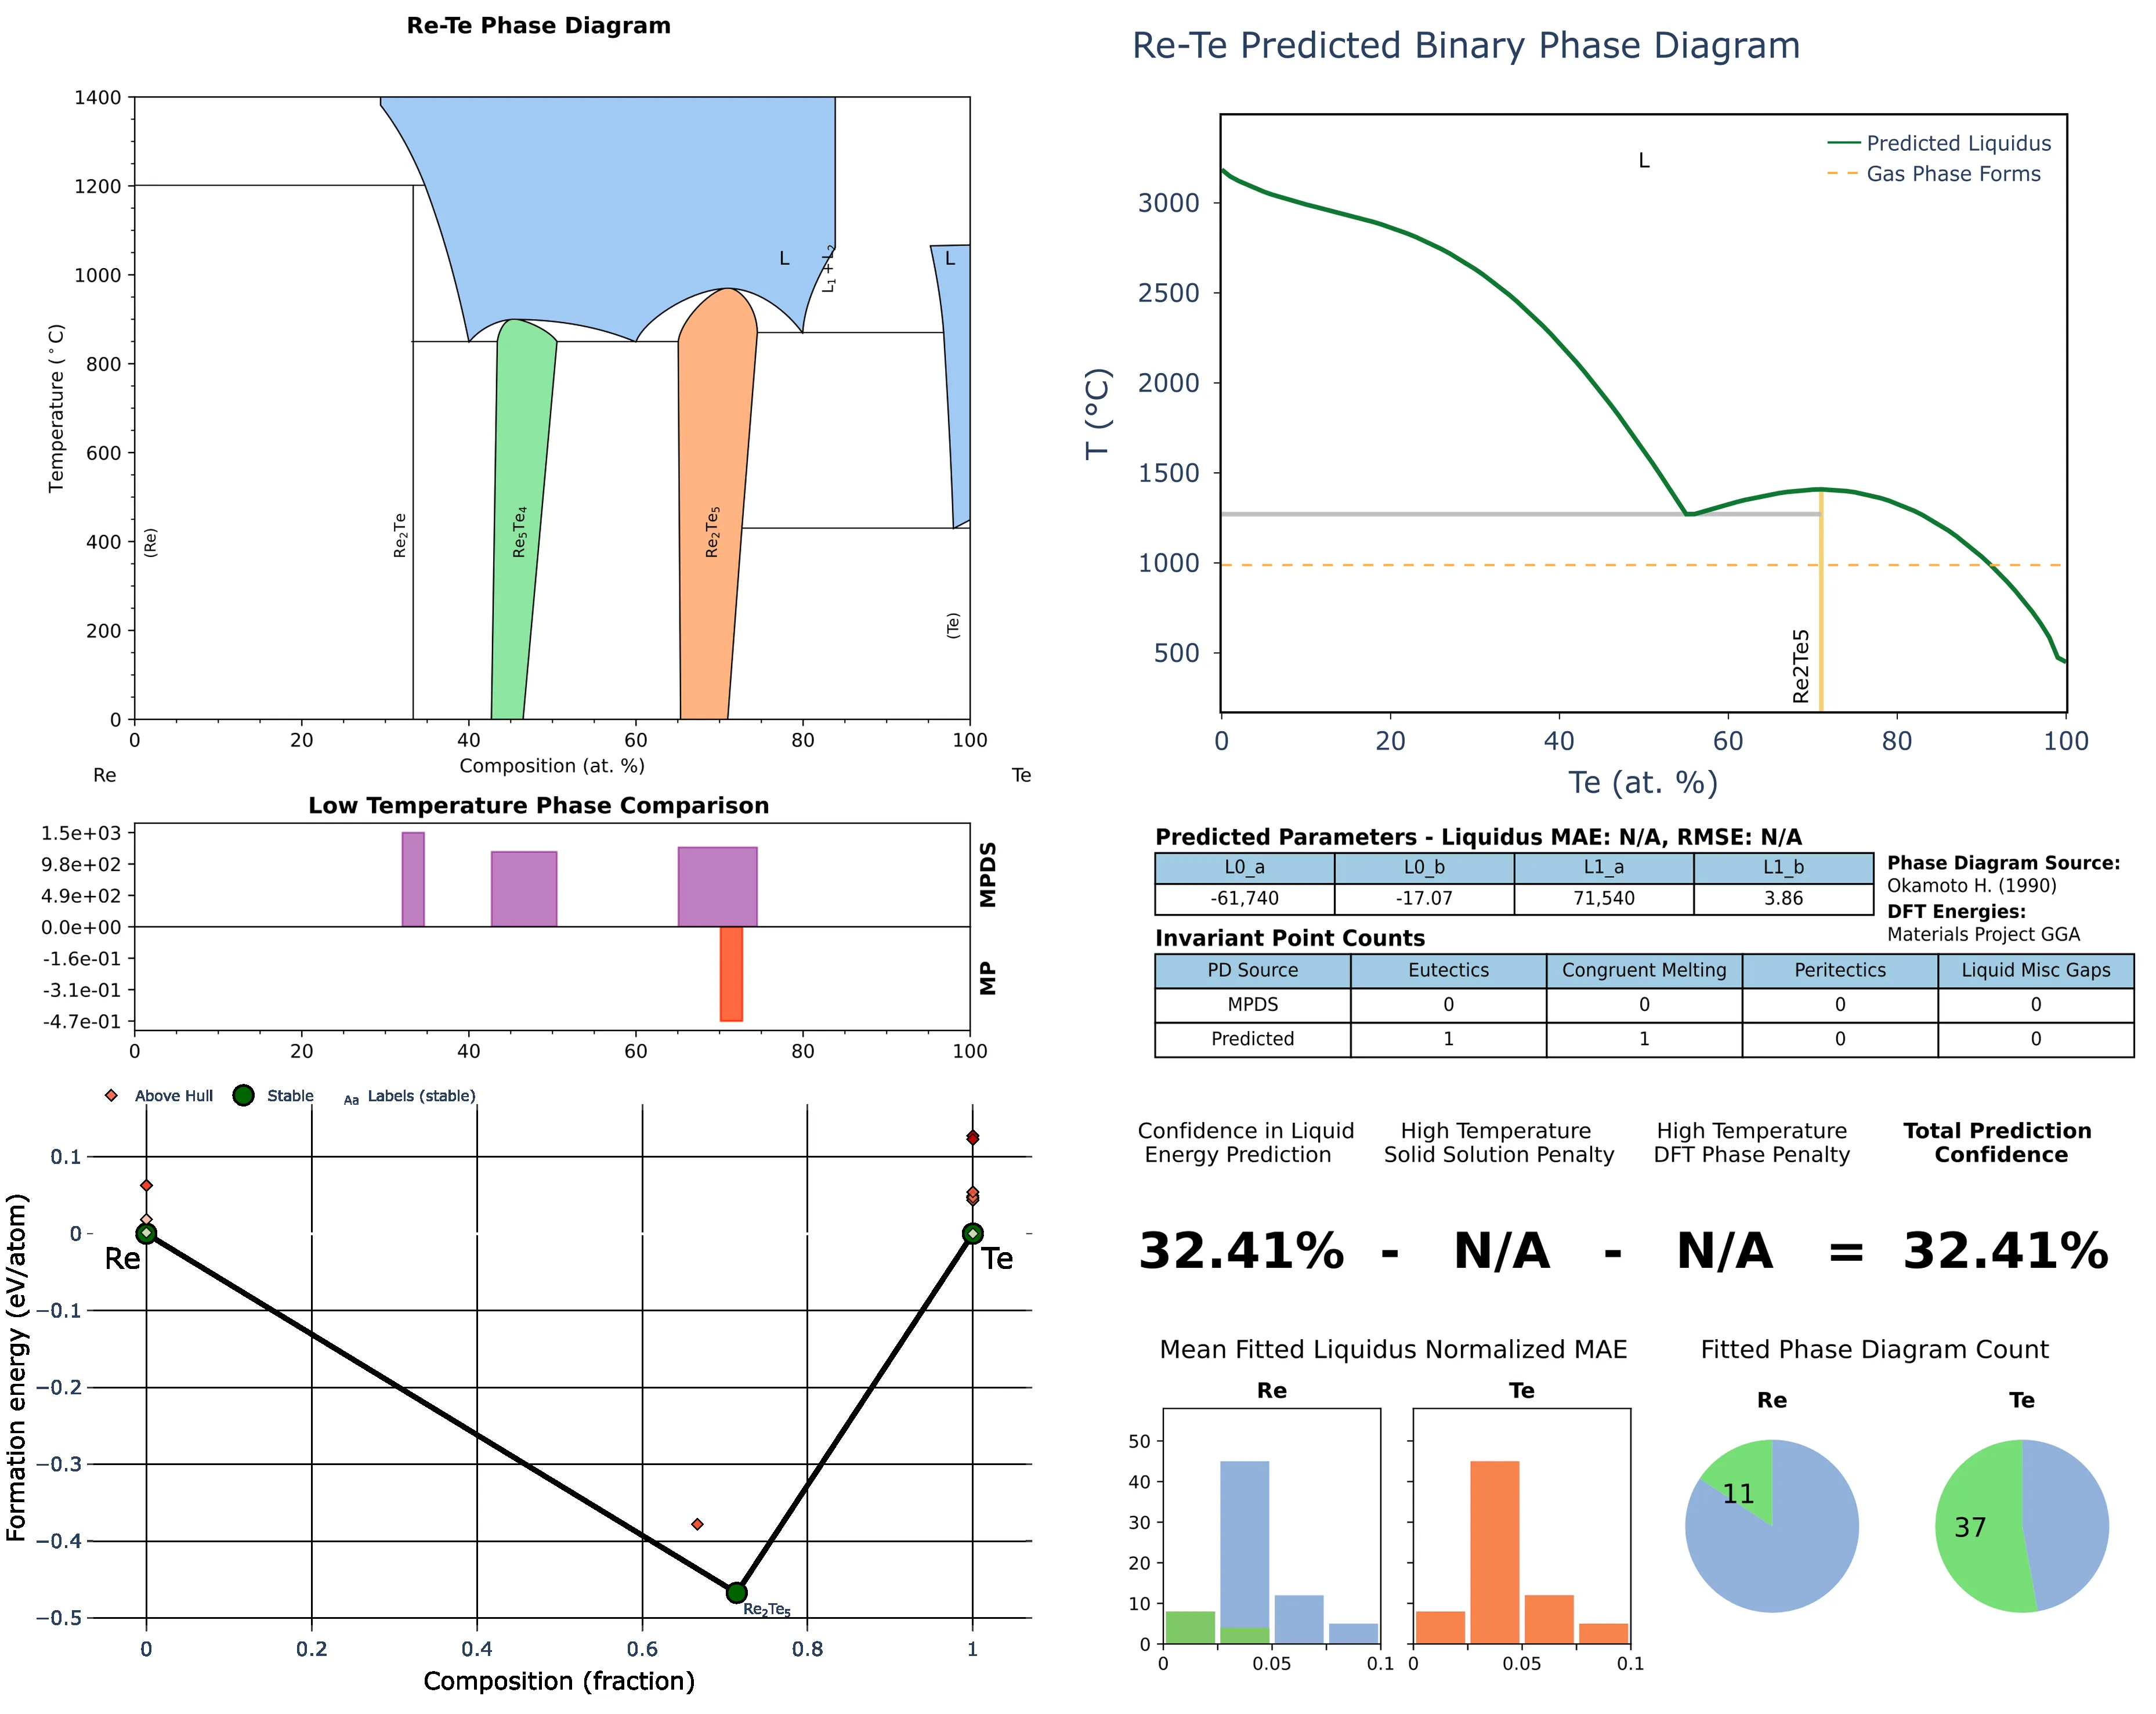 Re-Te Phase Diagram
1400
1200
1000
800
600
400
200
0
Temperature (°C)
(Re)
Re₂Te
Re₅Te₄
Re₂Te₅
L
L₁ + L₂
L
(Te)
0 20 40 60 80 100
Composition (at. %)
Re Te
Low Temperature Phase Comparison
1.5e+03
9.8e+02
4.9e+02
0.0e+00
-1.6e-01
-3.1e-01
-4.7e-01
MPDS
MP
0 20 40 60 80 100
Above Hull Stable Aa Labels (stable)
0.1
0
−0.1
−0.2
−0.3
−0.4
−0.5
Formation energy (eV/atom)
Re
Te
Re₂Te₅
0 0.2 0.4 0.6 0.8 1
Composition (fraction)
Re-Te Predicted Binary Phase Diagram
L
Predicted Liquidus
Gas Phase Forms
3000
2500
2000
1500
1000
500
T (°C)
Re2Te5
0 20 40 60 80 100
Te (at. %)
Predicted Parameters - Liquidus MAE: N/A, RMSE: N/A
L0_a L0_b L1_a L1_b
-61,740 -17.07 71,540 3.86
Phase Diagram Source:
Okamoto H. (1990)
DFT Energies:
Materials Project GGA
Invariant Point Counts
PD Source Eutectics Congruent Melting Peritectics Liquid Misc Gaps
MPDS 0 0 0 0
Predicted 1 1 0 0
Confidence in Liquid
Energy Prediction
High Temperature
Solid Solution Penalty
High Temperature
DFT Phase Penalty
Total Prediction
Confidence
32.41% - N/A - N/A = 32.41%
Mean Fitted Liquidus Normalized MAE
Re Te
50
40
30
20
10
0
0 0.05 0.1
0 0.05 0.1
Fitted Phase Diagram Count
Re Te
11
37